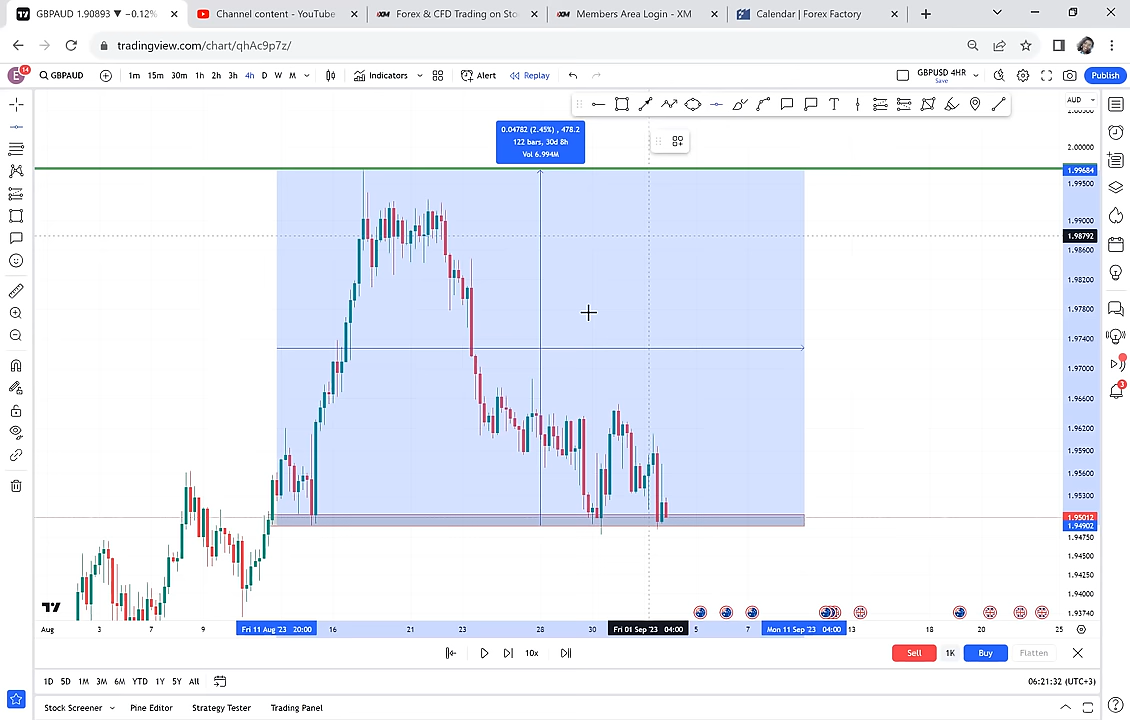 GBPAUD 1.90893 ▼ −0.12%
Channel content - YouTube
Forex & CFD Trading on Sto
Members Area Login - XM
Calendar | Forex Factory
tradingview.com/chart/qhAc9p7z/
E 14
GBPAUD
1m 15m 30m 1h 2h 3h 4h D W M
Indicators
Alert
Replay
GBPUSD 4HR
Save
Publish
AUD
0.04782 (2.45%) , 478.2
122 bars, 30d 8h
Vol 6.994M
2.00000
1.99684
1.99500
1.99000
1.98792
1.98600
1.98200
1.97800
1.97400
1.97000
1.96600
1.96200
1.95900
1.95600
1.95300
1.95012
1.94902
1.94750
1.94500
1.94250
1.94000
1.93740
3
Aug 3 7 9 Fri 11 Aug '23 20:00 16 21 23 28 30 Fri 01 Sep '23 04:00 5 7 Mon 11 Sep '23 04:00 13 18 20 25
10x
Sell 1K Buy Flatten
1D 5D 1M 3M 6M YTD 1Y 5Y All
06:21:32 (UTC+3)
Stock Screener Pine Editor Strategy Tester Trading Panel